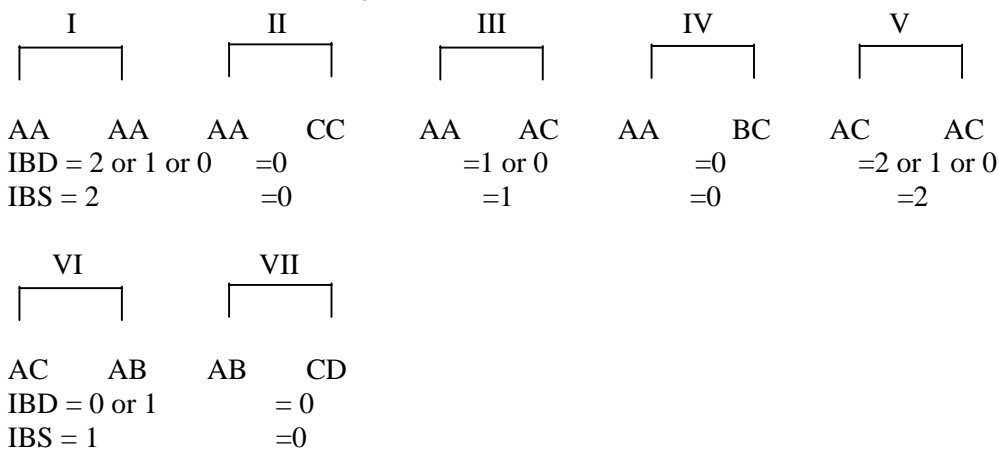 I II III IV V
AA AA AA CC AA AC AA BC AC AC
IBD = 2 or 1 or 0 =0 =1 or 0 =0 =2 or 1 or 0
IBS = 2 =0 =1 =0 =2
VI VII
AC AB AB CD
IBD = 0 or 1 = 0
IBS = 1 =0